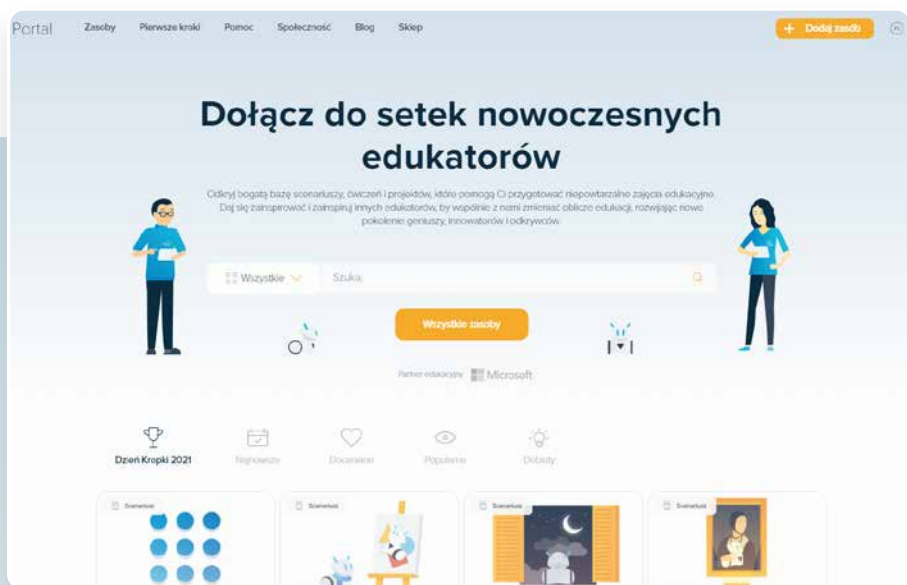 Portal
Zasoby Pierwsze kroki Pomoc Społeczność Blog Sklep
+ Dodaj zasób
Dołącz do setek nowoczesnych
edukatorów
Odkryj bogatą bazę scenariuszy, ćwiczeń i projektów, które pomogą Ci przygotować niepowtarzalne zajęcia edukacyjne.
Daj się zainspirować i zainspiruj innych edukatorów, by wspólnie z nami zmieniać oblicze edukacji, rozwijając nowe
pokolenie geniuszy, innowatorów i odkrywców.
Wszystkie Szukaj
Wszystkie zasoby
Partner edukacyjny Microsoft
Dzień Kropki 2021 Najnowsze Doceniane Popularne
Scenariusz Scenariusz Scenariusz Scenariusz